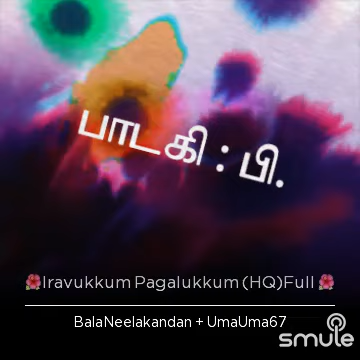 பாடகி : பி.
🌺Iravukkum Pagalukkum (HQ)Full 🌺
BalaNeelakandan + UmaUma67
smule